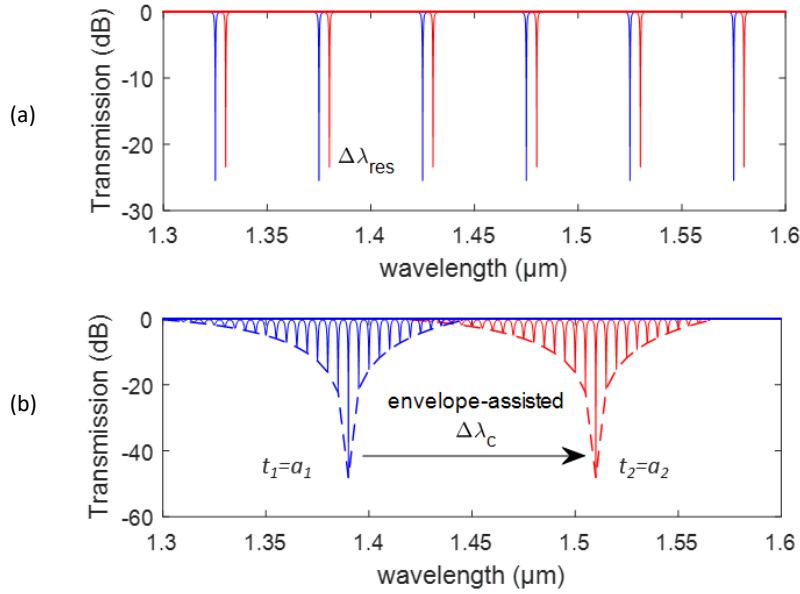 (a)
Transmission (dB)
0
-10
-20
-30
Δλres
1.3 1.35 1.4 1.45 1.5 1.55 1.6
wavelength (µm)
(b)
Transmission (dB)
0
-20
-40
-60
envelope-assisted
Δλc
t1=a1
t2=a2
1.3 1.35 1.4 1.45 1.5 1.55 1.6
wavelength (µm)